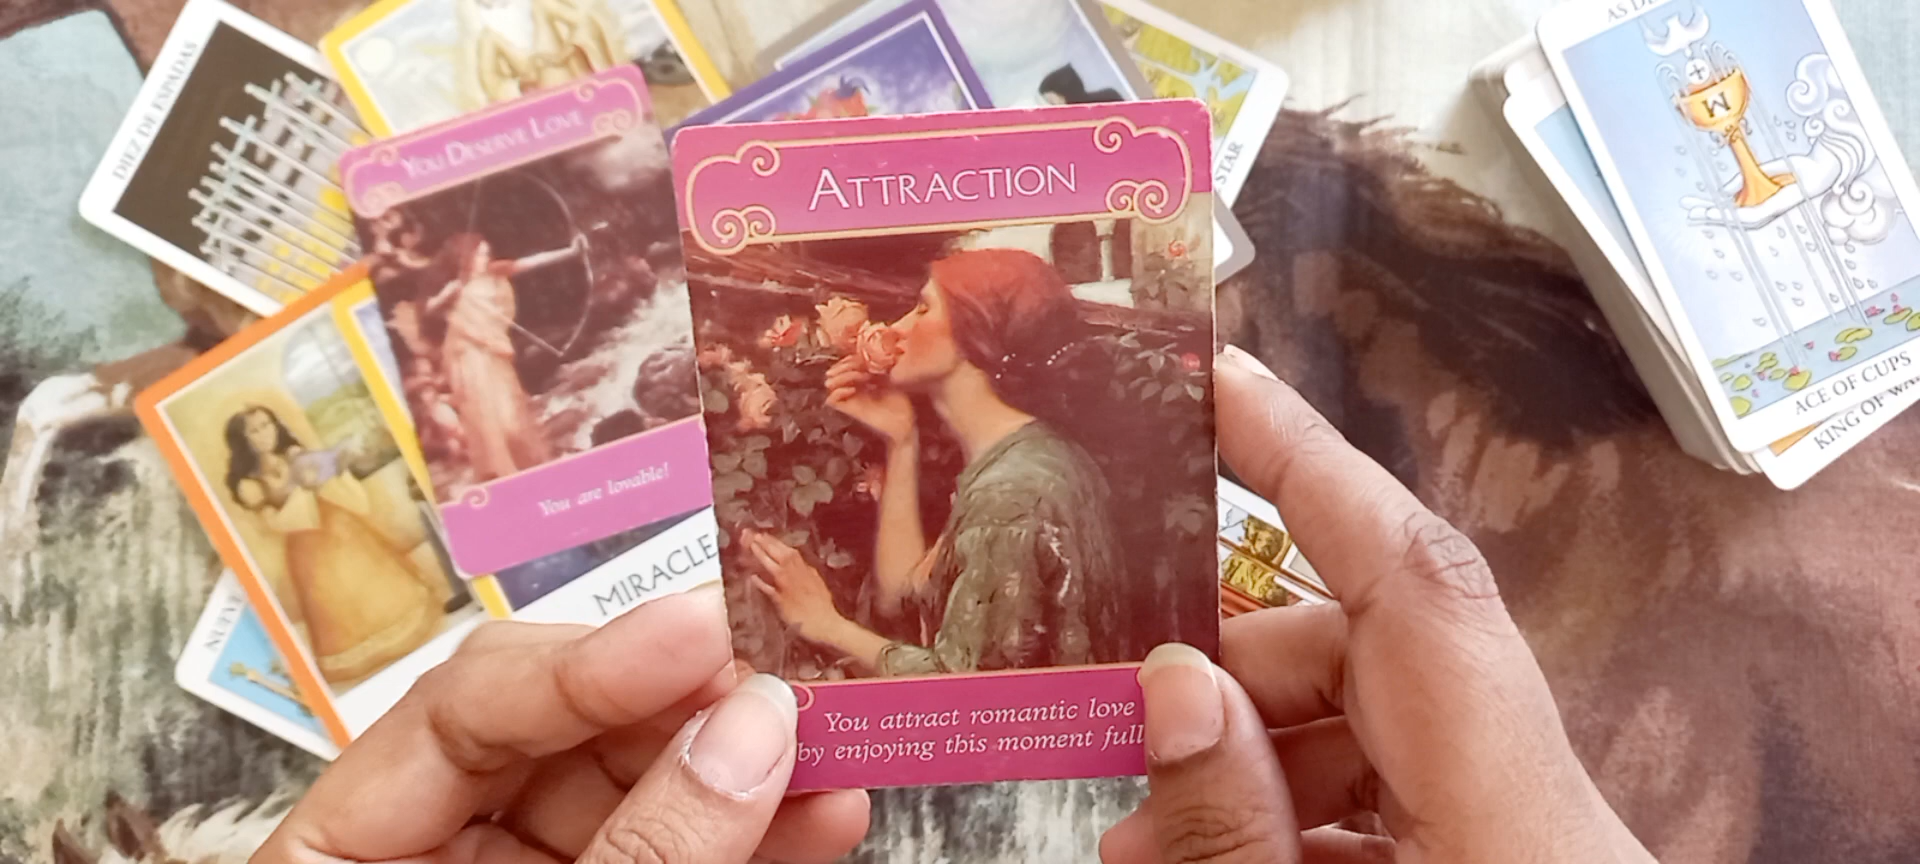 DIEZ DE ESPADAS
YOU DESERVE LOVE
You are lovable!
ATTRACTION
You attract romantic love
by enjoying this moment
MIRACLE
STAR
ACE OF CUPS
KING OF